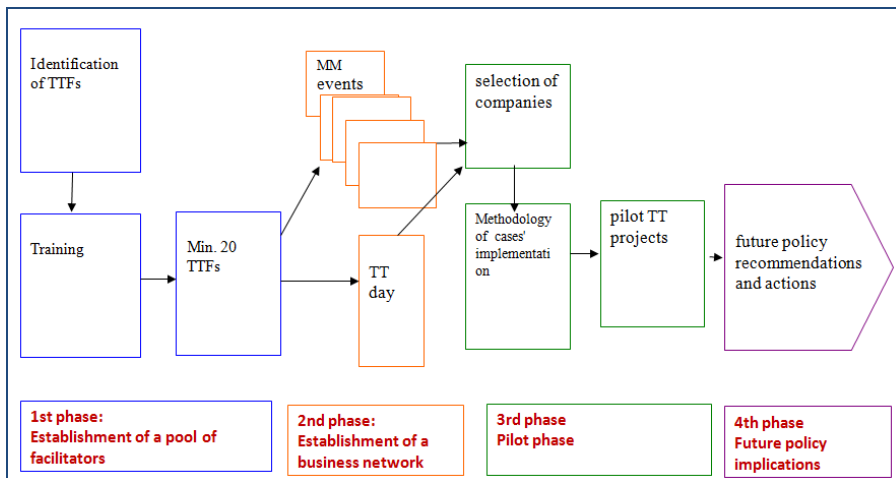 Identification
of TTFs
Training
Min. 20
TTFs
MM
events
TT
day
selection of
companies
Methodology
of cases'
implementati
on
pilot TT
projects
future policy
recommendations
and actions
1st phase:
Establishment of a pool of
facilitators
2nd phase:
Establishment of a
business network
3rd phase
Pilot phase
4th phase
Future policy
implications